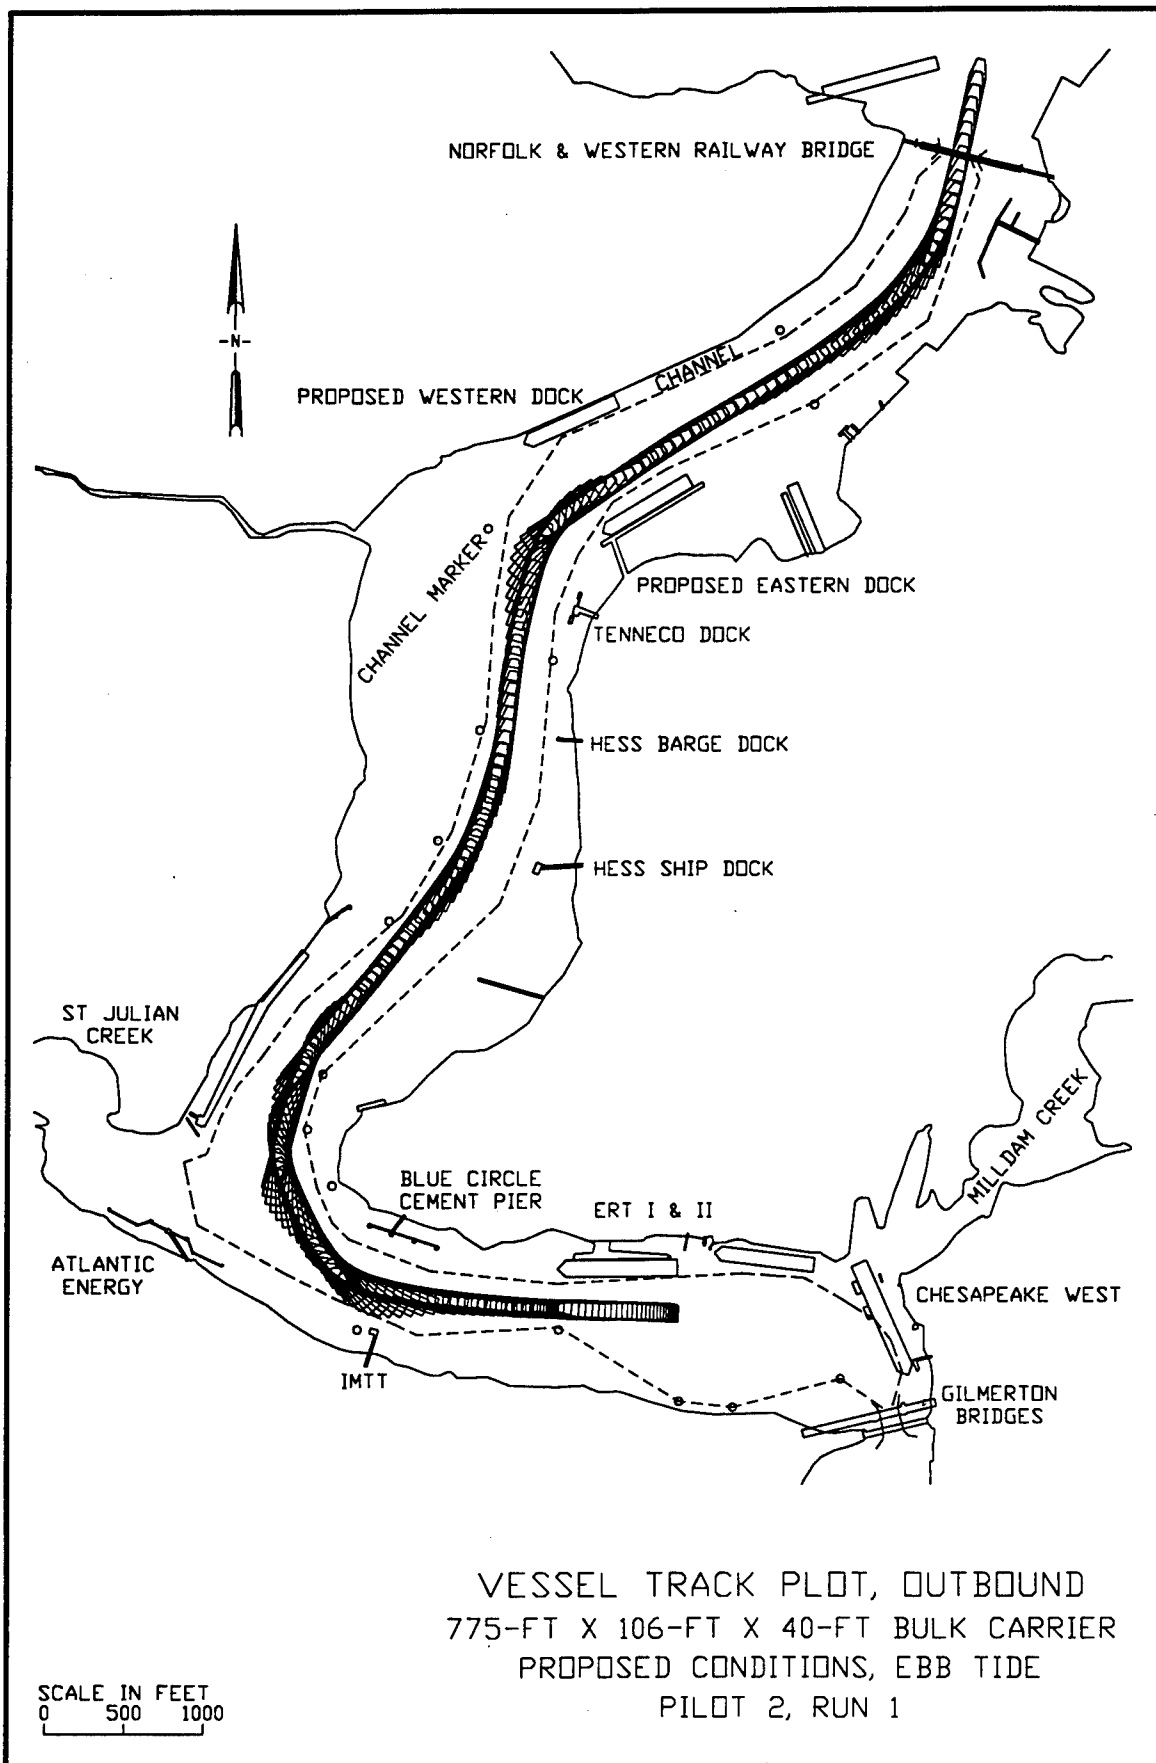 NORFOLK & WESTERN RAILWAY BRIDGE
-N-
CHANNEL
PROPOSED WESTERN DOCK
CHANNEL MARKER
PROPOSED EASTERN DOCK
TENNECO DOCK
HESS BARGE DOCK
HESS SHIP DOCK
ST JULIAN
CREEK
MILLDAM CREEK
BLUE CIRCLE
CEMENT PIER
ERT I & II
ATLANTIC
ENERGY
CHESAPEAKE WEST
IMTT
GILMERTON
BRIDGES
VESSEL TRACK PLOT, OUTBOUND
775-FT X 106-FT X 40-FT BULK CARRIER
PROPOSED CONDITIONS, EBB TIDE
PILOT 2, RUN 1
SCALE IN FEET
0 500 1000